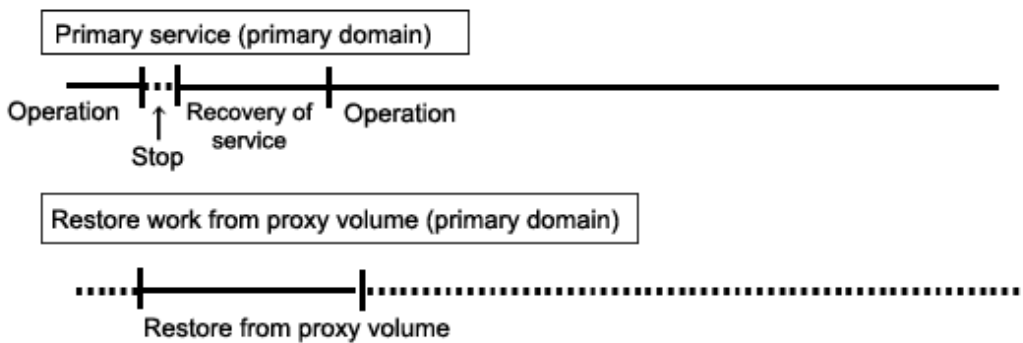 Primary service (primary domain)
Operation
Recovery of
service
Operation
Stop
Restore work from proxy volume (primary domain)
Restore from proxy volume